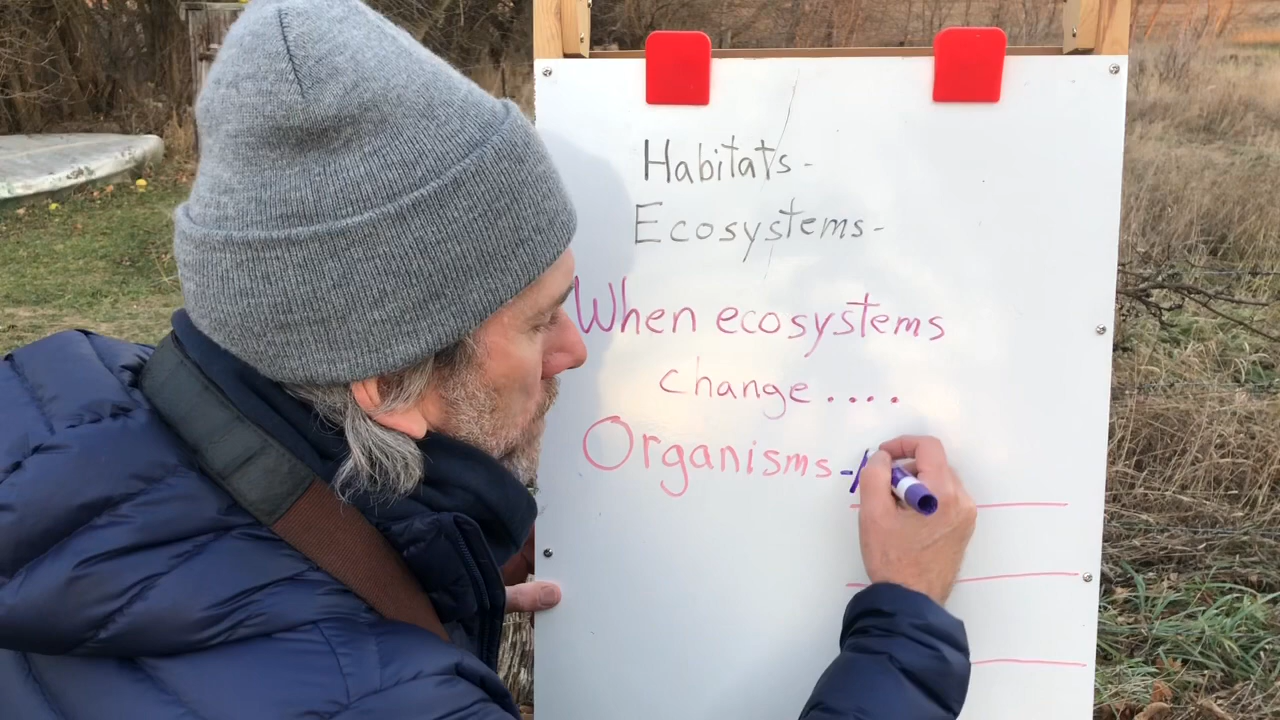 Habitats-
Ecosystems-
When ecosystems
change....
Organisms-